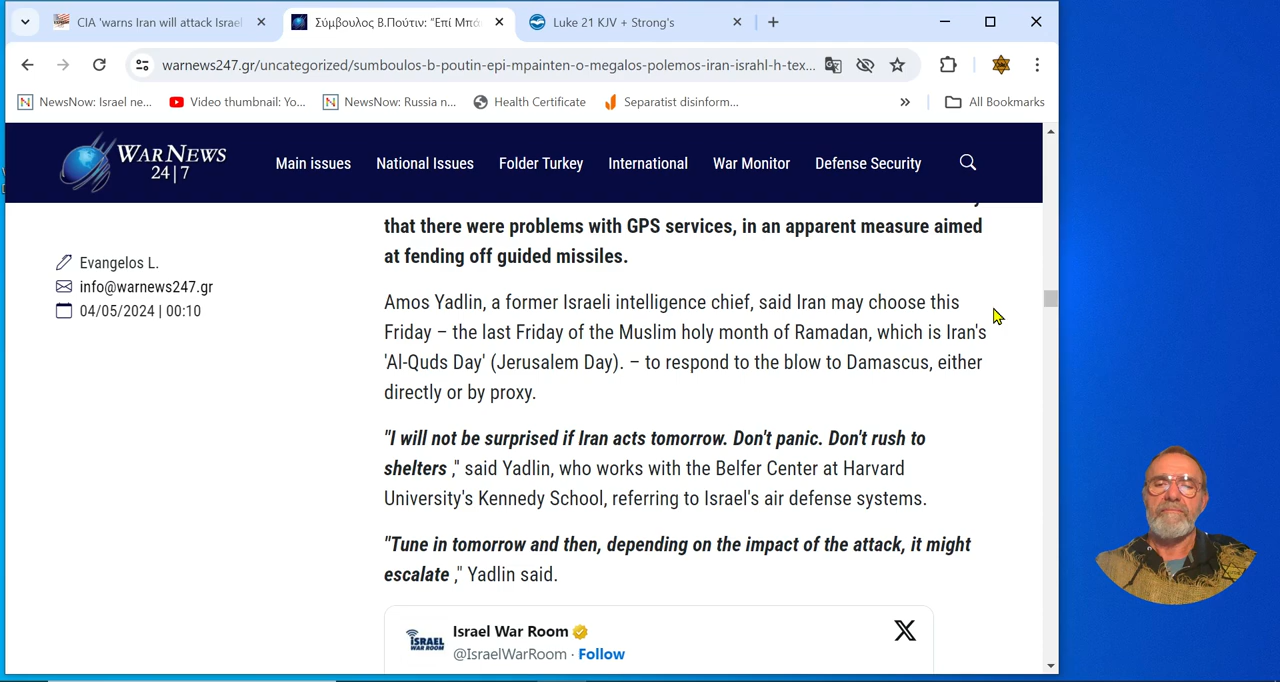 CIA 'warns Iran will attack Israel
Σύμβουλος Β.Πούτιν: "Επί Μπά
Luke 21 KJV + Strong's
warnews247.gr/uncategorized/sumboulos-b-poutin-epi-mpainten-o-megalos-polemos-iran-israhl-h-tex...
NewsNow: Israel ne...
Video thumbnail: Yo...
NewsNow: Russia n...
Health Certificate
Separatist disinform...
»
All Bookmarks
WARNEWS
24|7
Main issues
National Issues
Folder Turkey
International
War Monitor
Defense Security
that there were problems with GPS services, in an apparent measure aimed
at fending off guided missiles.
Evangelos L.
info@warnews247.gr
04/05/2024 | 00:10
Amos Yadlin, a former Israeli intelligence chief, said Iran may choose this
Friday – the last Friday of the Muslim holy month of Ramadan, which is Iran's
'Al-Quds Day' (Jerusalem Day). – to respond to the blow to Damascus, either
directly or by proxy.
"I will not be surprised if Iran acts tomorrow. Don't panic. Don't rush to
shelters ," said Yadlin, who works with the Belfer Center at Harvard
University's Kennedy School, referring to Israel's air defense systems.
"Tune in tomorrow and then, depending on the impact of the attack, it might
escalate ," Yadlin said.
ISRAEL
WAR ROOM
Israel War Room
@IsraelWarRoom · Follow